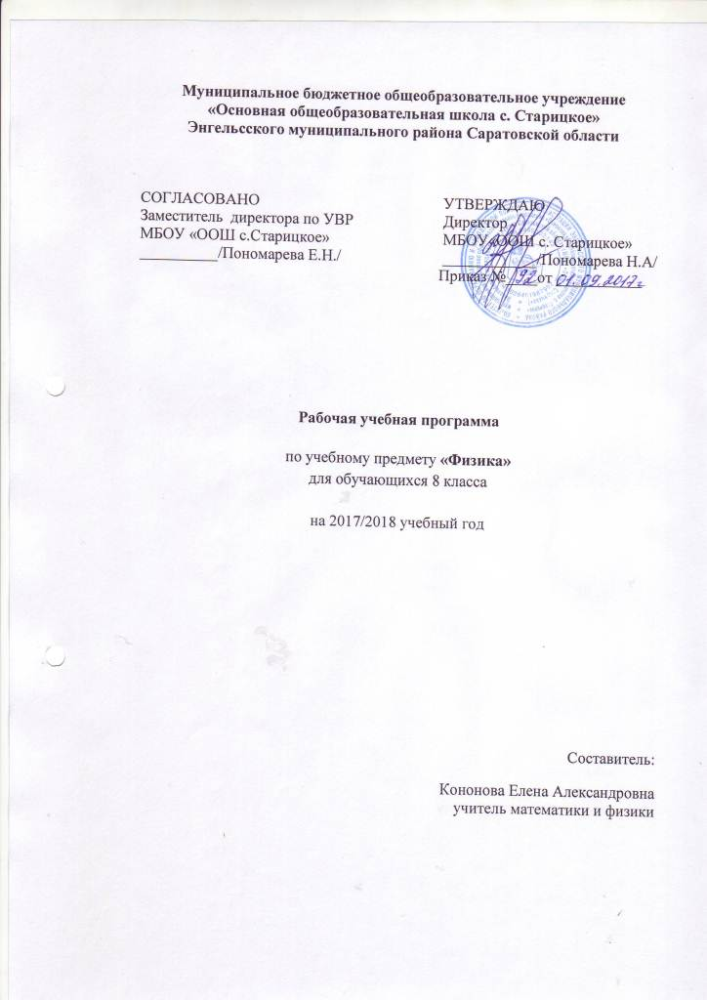 Муниципальное бюджетное общеобразовательное учреждение
«Основная общеобразовательная школа с. Старицкое»
Энгельсского муниципального района Саратовской области
СОГЛАСОВАНО
Заместитель директора по УВР
МБОУ «ООШ с.Старицкое»
__________/Пономарева Е.Н./
УТВЕРЖДАЮ
Директор
МБОУ«ООШ с. Старицкое»
____________/Пономарева Н.А/
Приказ № 92 от 01.09.2017г
Рабочая учебная программа
по учебному предмету «Физика»
для обучающихся 8 класса
на 2017/2018 учебный год
Составитель:
Кононова Елена Александровна
учитель математики и физики